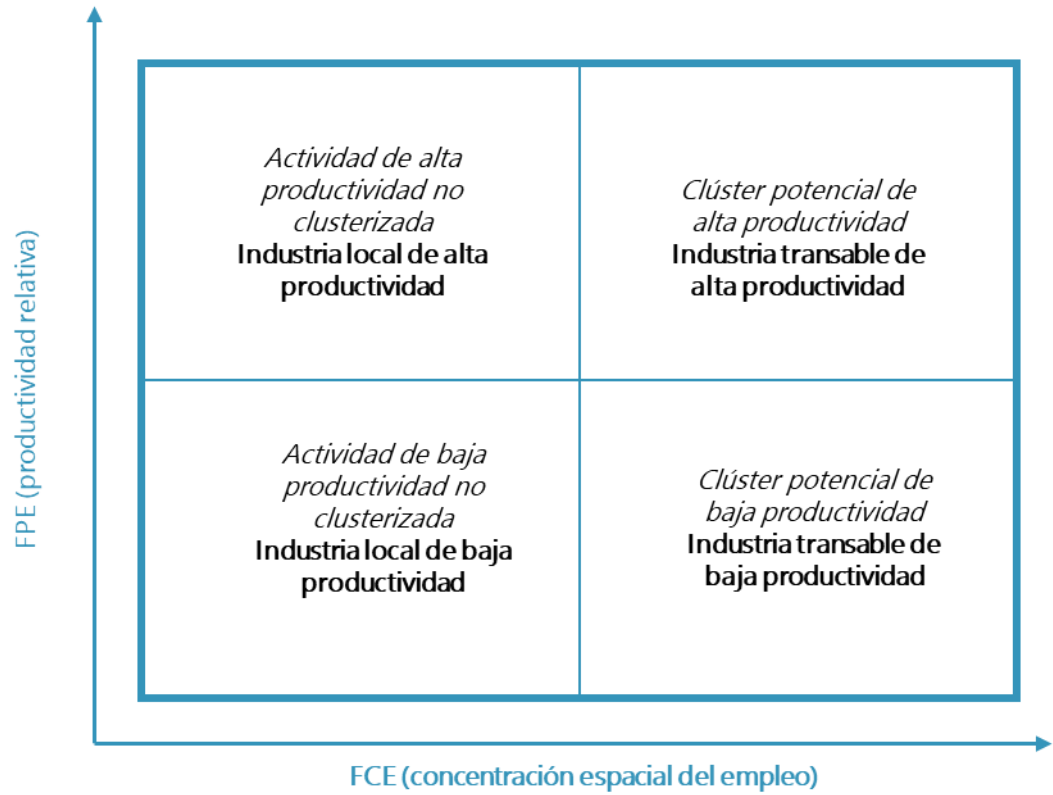 FPE (productividad relativa)
Actividad de alta
productividad no
clusterizada
Industria local de alta
productividad
Clúster potencial de
alta productividad
Industria transable de
alta productividad
Actividad de baja
productividad no
clusterizada
Industria local de baja
productividad
Clúster potencial de
baja productividad
Industria transable de
baja productividad
FCE (concentración espacial del empleo)